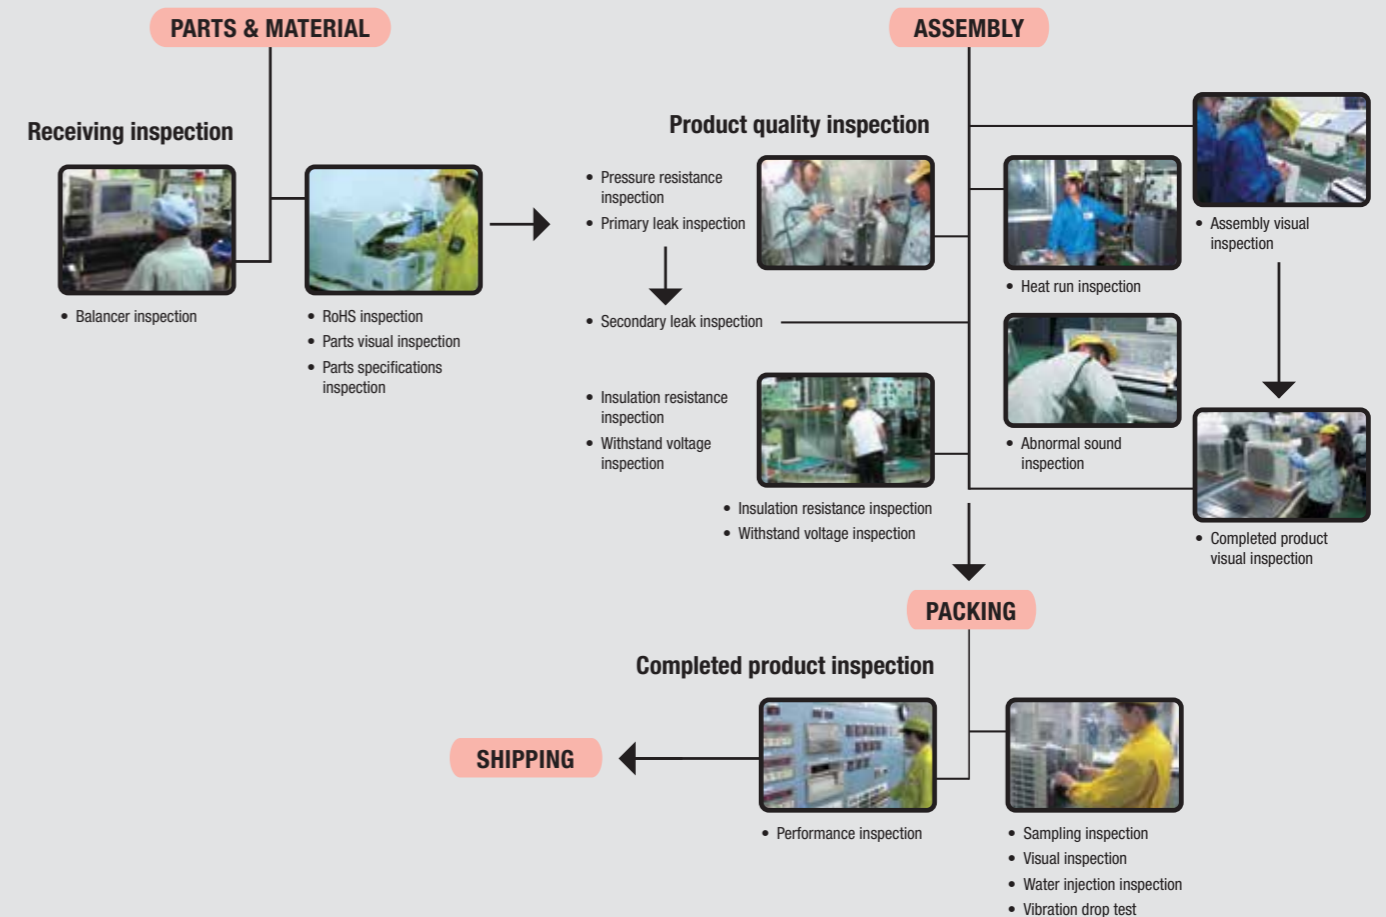 PARTS & MATERIAL
Receiving inspection
• Balancer inspection
• RoHS inspection
• Parts visual inspection
• Parts specifications
inspection
ASSEMBLY
Product quality inspection
• Pressure resistance
inspection
• Primary leak inspection
• Secondary leak inspection
• Insulation resistance
inspection
• Withstand voltage
inspection
• Insulation resistance inspection
• Withstand voltage inspection
• Heat run inspection
• Abnormal sound
inspection
• Assembly visual
inspection
• Completed product
visual inspection
PACKING
Completed product inspection
• Performance inspection
• Sampling inspection
• Visual inspection
• Water injection inspection
• Vibration drop test
SHIPPING